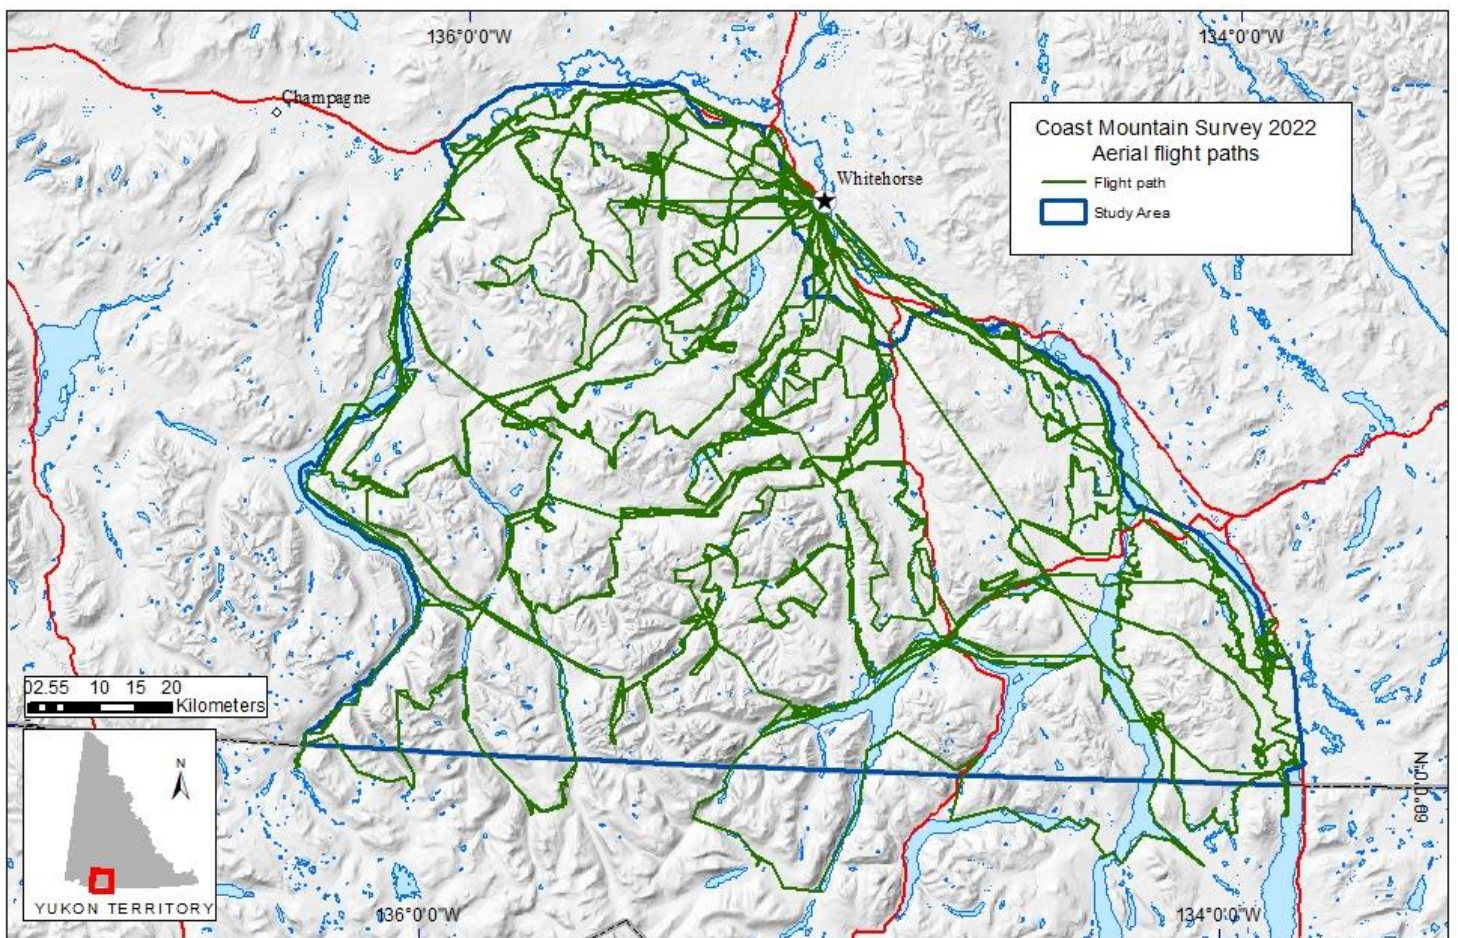 136°0'0"W
134°0'0"W
Champagne
Coast Mountain Survey 2022
Aerial flight paths
Flight path
Study Area
Whitehorse
02.55 10 15 20
Kilometers
N
YUKON TERRITORY
60°0'0"N
136°0'0"W
134°0'0"W